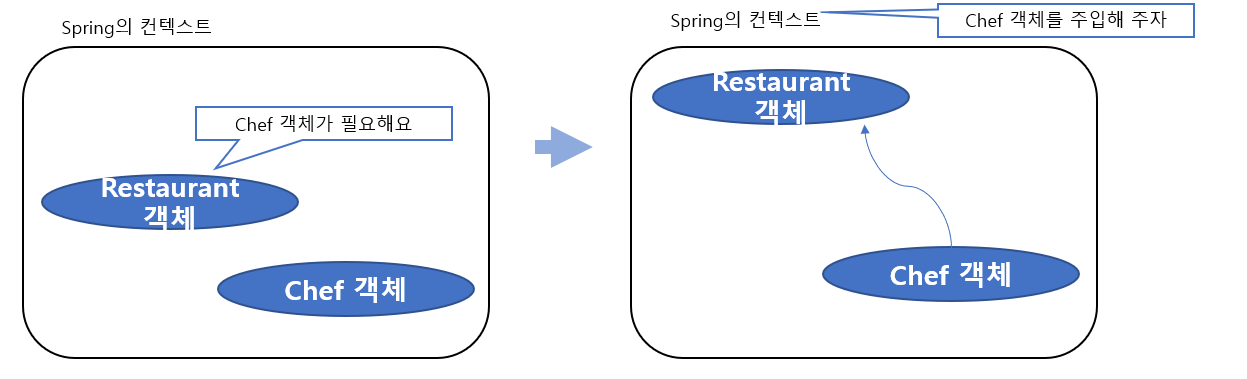 Spring의 컨텍스트
Chef 객체가 필요해요
Restaurant
객체
Chef 객체
Spring의 컨텍스트
Chef 객체를 주입해 주자
Restaurant
객체
Chef 객체